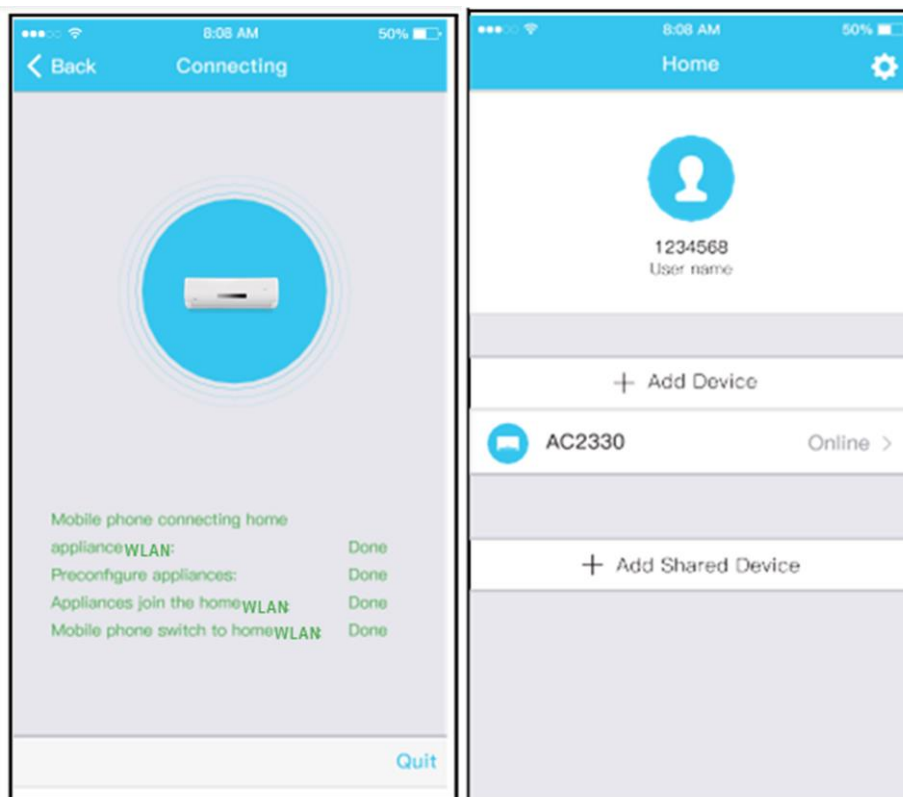 8:08 AM
50%
Back
Connecting
Mobile phone connecting home
applianceWLAN: Done
Preconfigure appliances: Done
Appliances join the homeWLAN: Done
Mobile phone switch to homeWLAN: Done
Quit
8:08 AM
50%
Home
1234568
User name
+ Add Device
AC2330
Online >
+ Add Shared Device